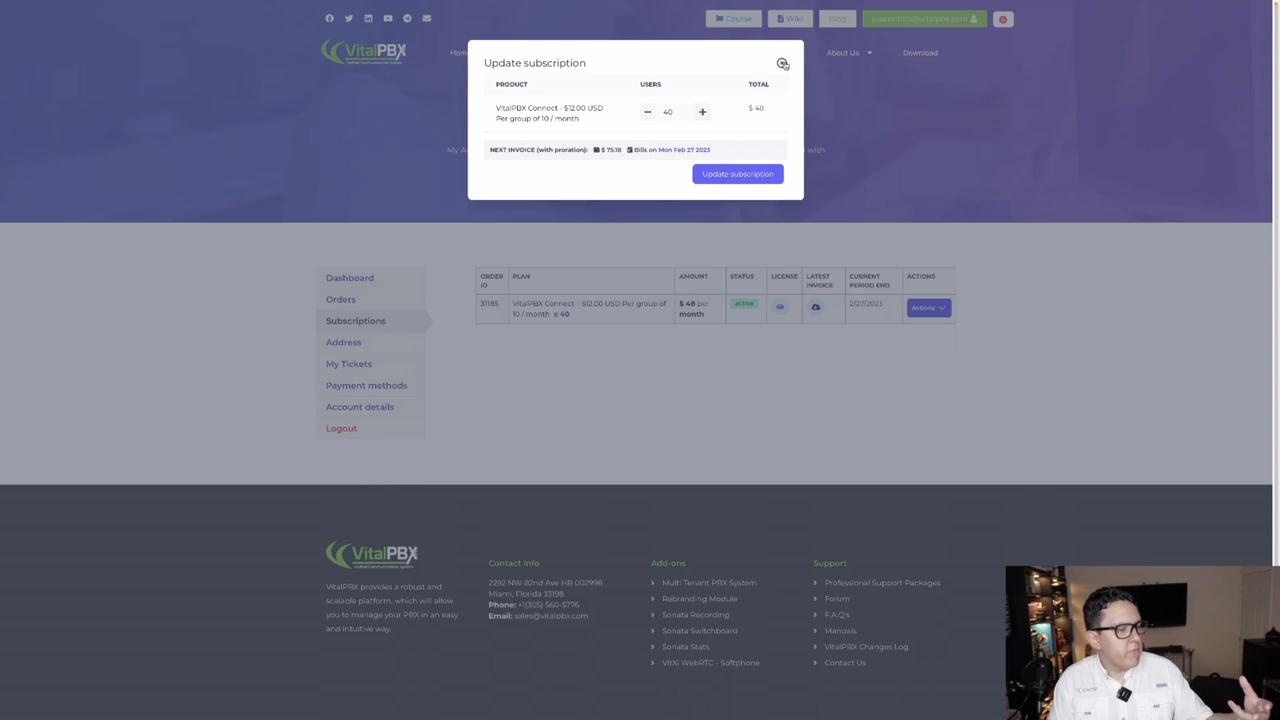 Course
Wiki
Blog
VitalPBX
Home
About Us
Download
Update subscription
PRODUCT USERS TOTAL
VitalPBX Connect - $12.00 USD
Per group of 10 / month
40
$ 48
NEXT INVOICE (with proration): $ 75.18 Bills on Mon Feb 27 2023
Update subscription
My
with
Dashboard
Orders
Subscriptions
Address
My Tickets
Payment methods
Account details
Logout
ORDER ID PLAN AMOUNT STATUS LICENSE LATEST INVOICE CURRENT PERIOD END ACTIONS
31185 VitalPBX Connect - $12.00 USD Per group of 10 / month x 40 $ 48 per month active 2/27/2023 Actions
VitalPBX
VitalPBX provides a robust and
scalable platform, which will allow
you to manage your PBX in an easy
and intuitive way.
Contact Info
2292 NW 82nd Ave HB 002998
Miami, Florida 33198.
Phone: +1(305) 560-5776
Email: sales@vitalpbx.com
Add-ons
Multi Tenant PBX System
Rebranding Module
Sonata Recording
Sonata Switchboard
Sonata Stats
VitXi WebRTC - Softphone
Support
Professional Support Packages
Forum
F.A.Q's
Manuals
VitalPBX Changes Log
Contact Us